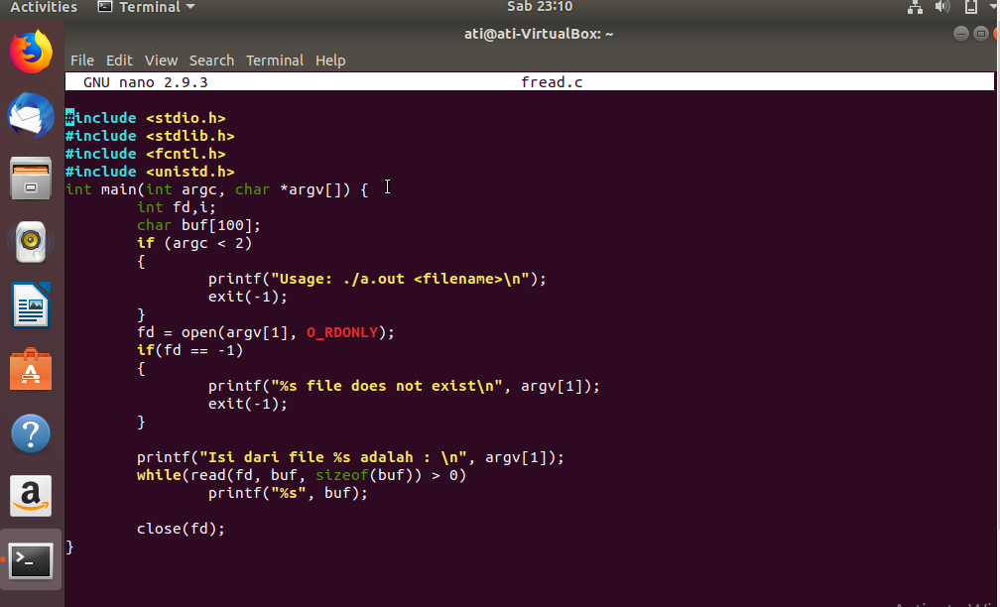 Activities Terminal Sab 23:10
ati@ati-VirtualBox: ~
File Edit View Search Terminal Help
GNU nano 2.9.3 fread.c
#include <stdio.h>
#include <stdlib.h>
#include <fcntl.h>
#include <unistd.h>
int main(int argc, char *argv[]) {
        int fd,i;
        char buf[100];
        if (argc < 2)
        {
                printf("Usage: ./a.out <filename>\n");
                exit(-1);
        }
        fd = open(argv[1], O_RDONLY);
        if(fd == -1)
        {
                printf("%s file does not exist\n", argv[1]);
                exit(-1);
        }
        printf("Isi dari file %s adalah : \n", argv[1]);
        while(read(fd, buf, sizeof(buf)) > 0)
                printf("%s", buf);
        close(fd);
}